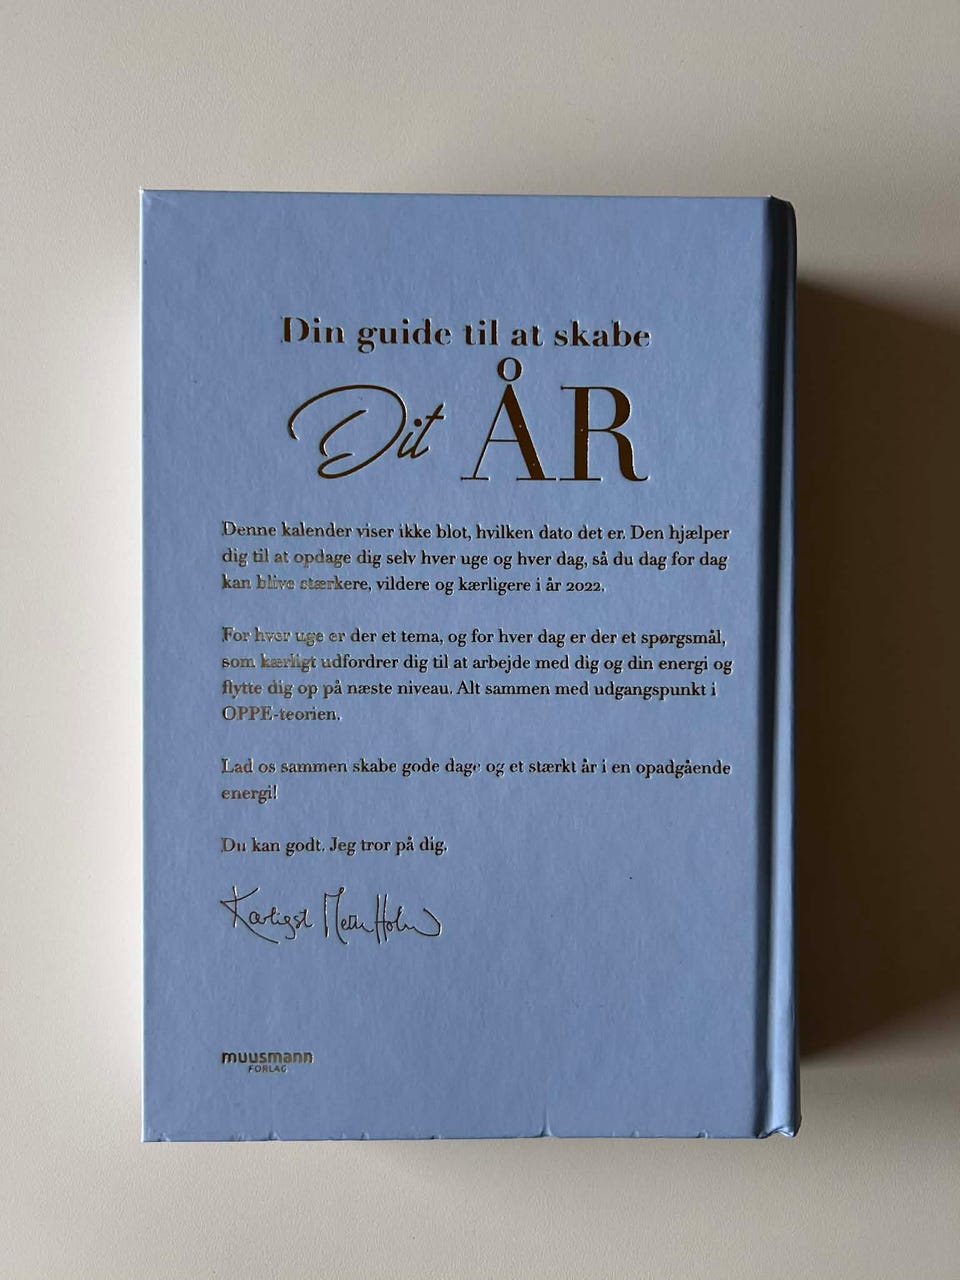 Din guide til at skabe
Dit ÅR
Denne kalender viser ikke blot, hvilken dato det er. Den hjælper
dig til at opdage dig selv hver uge og hver dag, så du dag for dag
kan blive stærkere, vildere og kærligere i år 2022.
For hver uge er der et tema, og for hver dag er der et spørgsmål,
som kærligt udfordrer dig til at arbejde med dig og din energi og
flytte dig op på næste niveau. Alt sammen med udgangspunkt i
OPPE-teorien.
Lad os sammen skabe gode dage og et stærkt år i en opadgående
energi!
Du kan godt. Jeg tror på dig.
Kærligst Mette Holm
muusmann
FORLAG